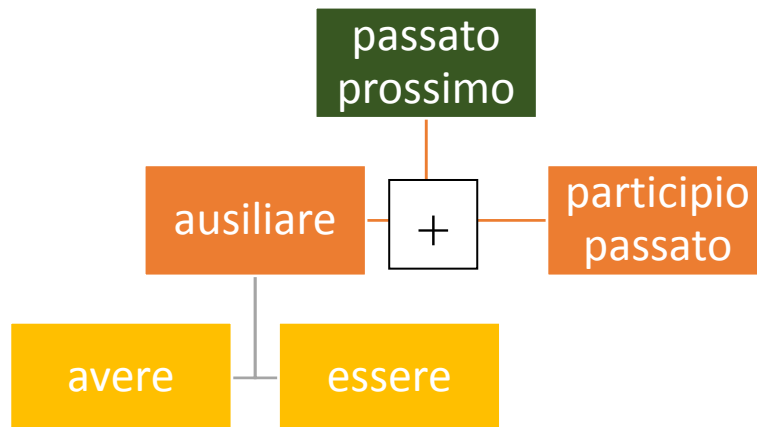 passato
prossimo
ausiliare
+
participio
passato
avere
essere